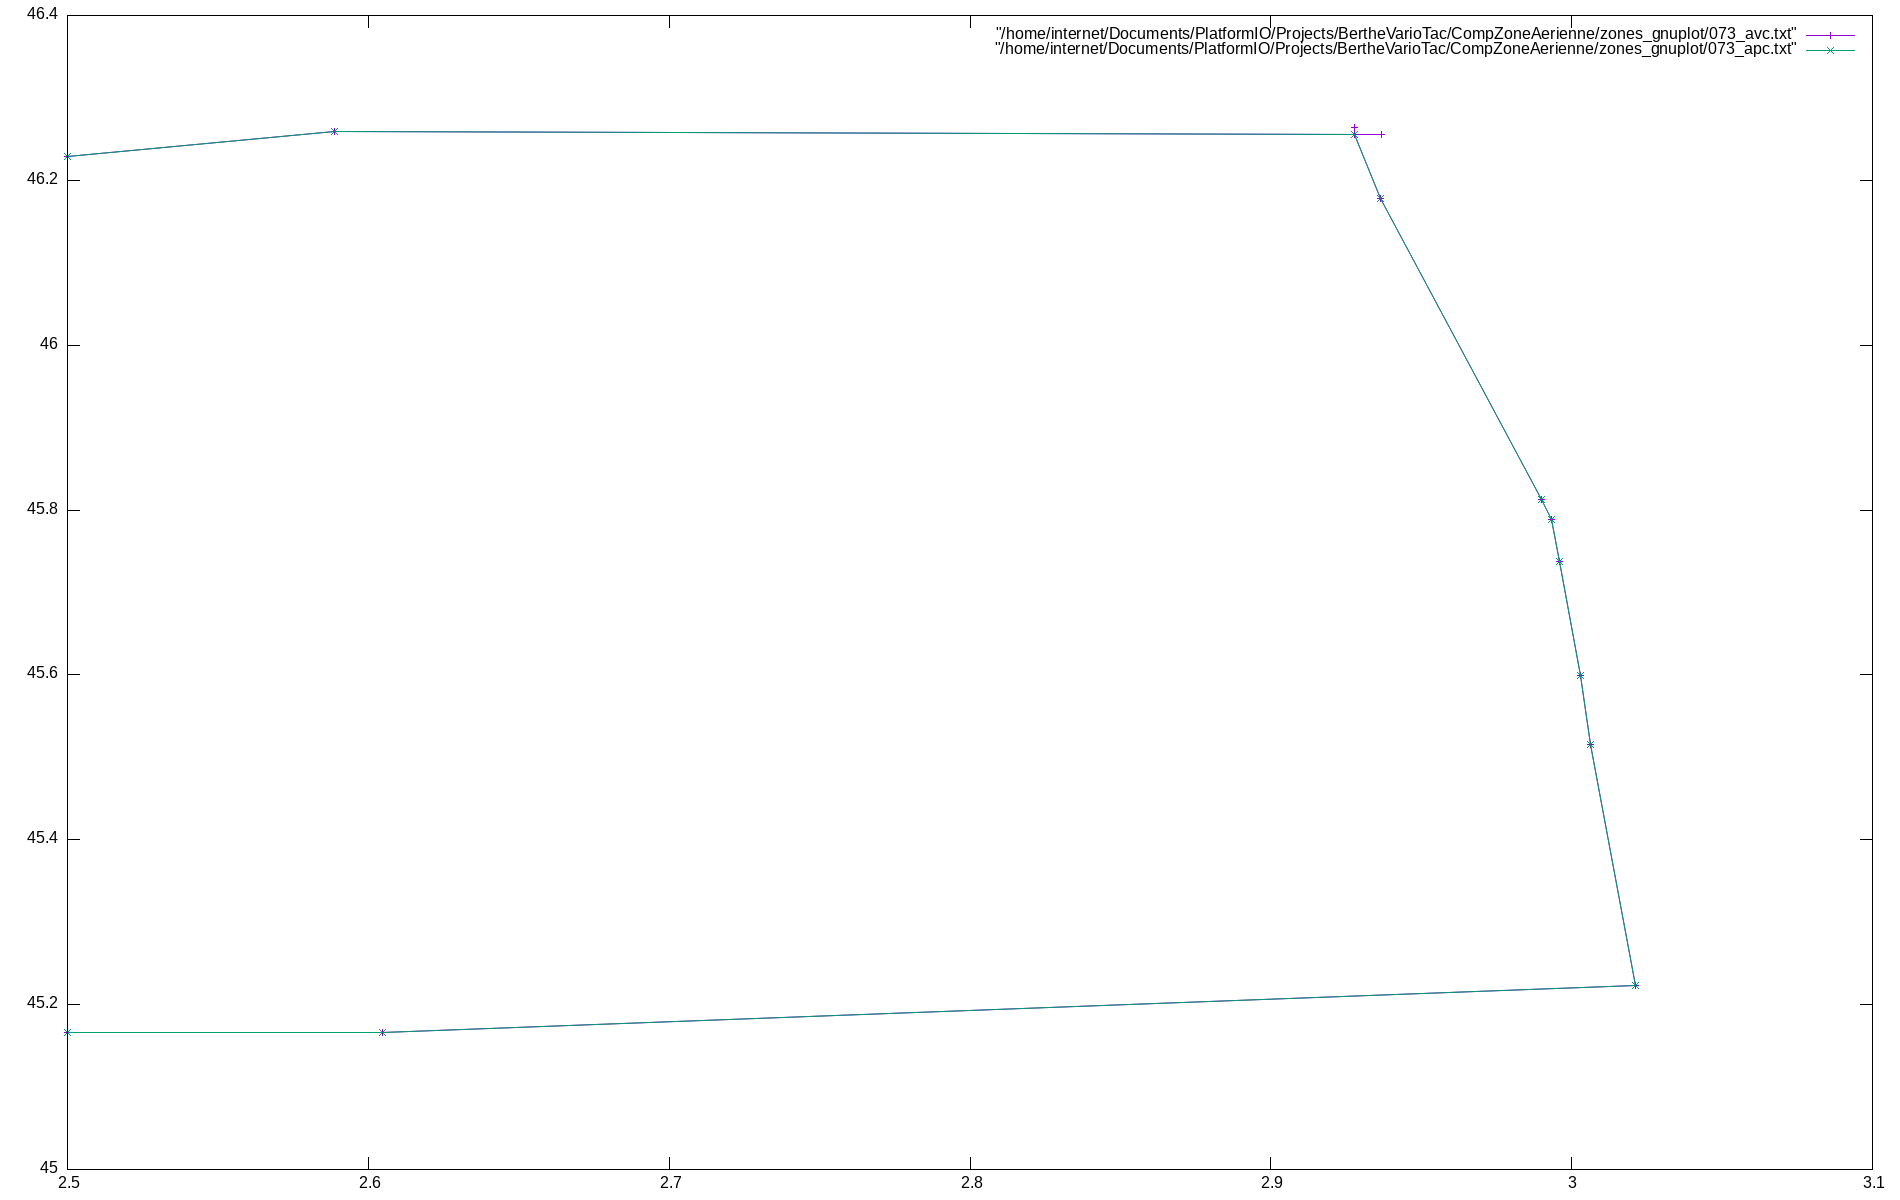 46.4
"/home/internet/Documents/PlatformIO/Projects/BertheVarioTac/CompZoneAerienne/zones_gnuplot/073_avc.txt"
"/home/internet/Documents/PlatformIO/Projects/BertheVarioTac/CompZoneAerienne/zones_gnuplot/073_apc.txt"
46.2
46
45.8
45.6
45.4
45.2
45
2.5 2.6 2.7 2.8 2.9 3 3.1